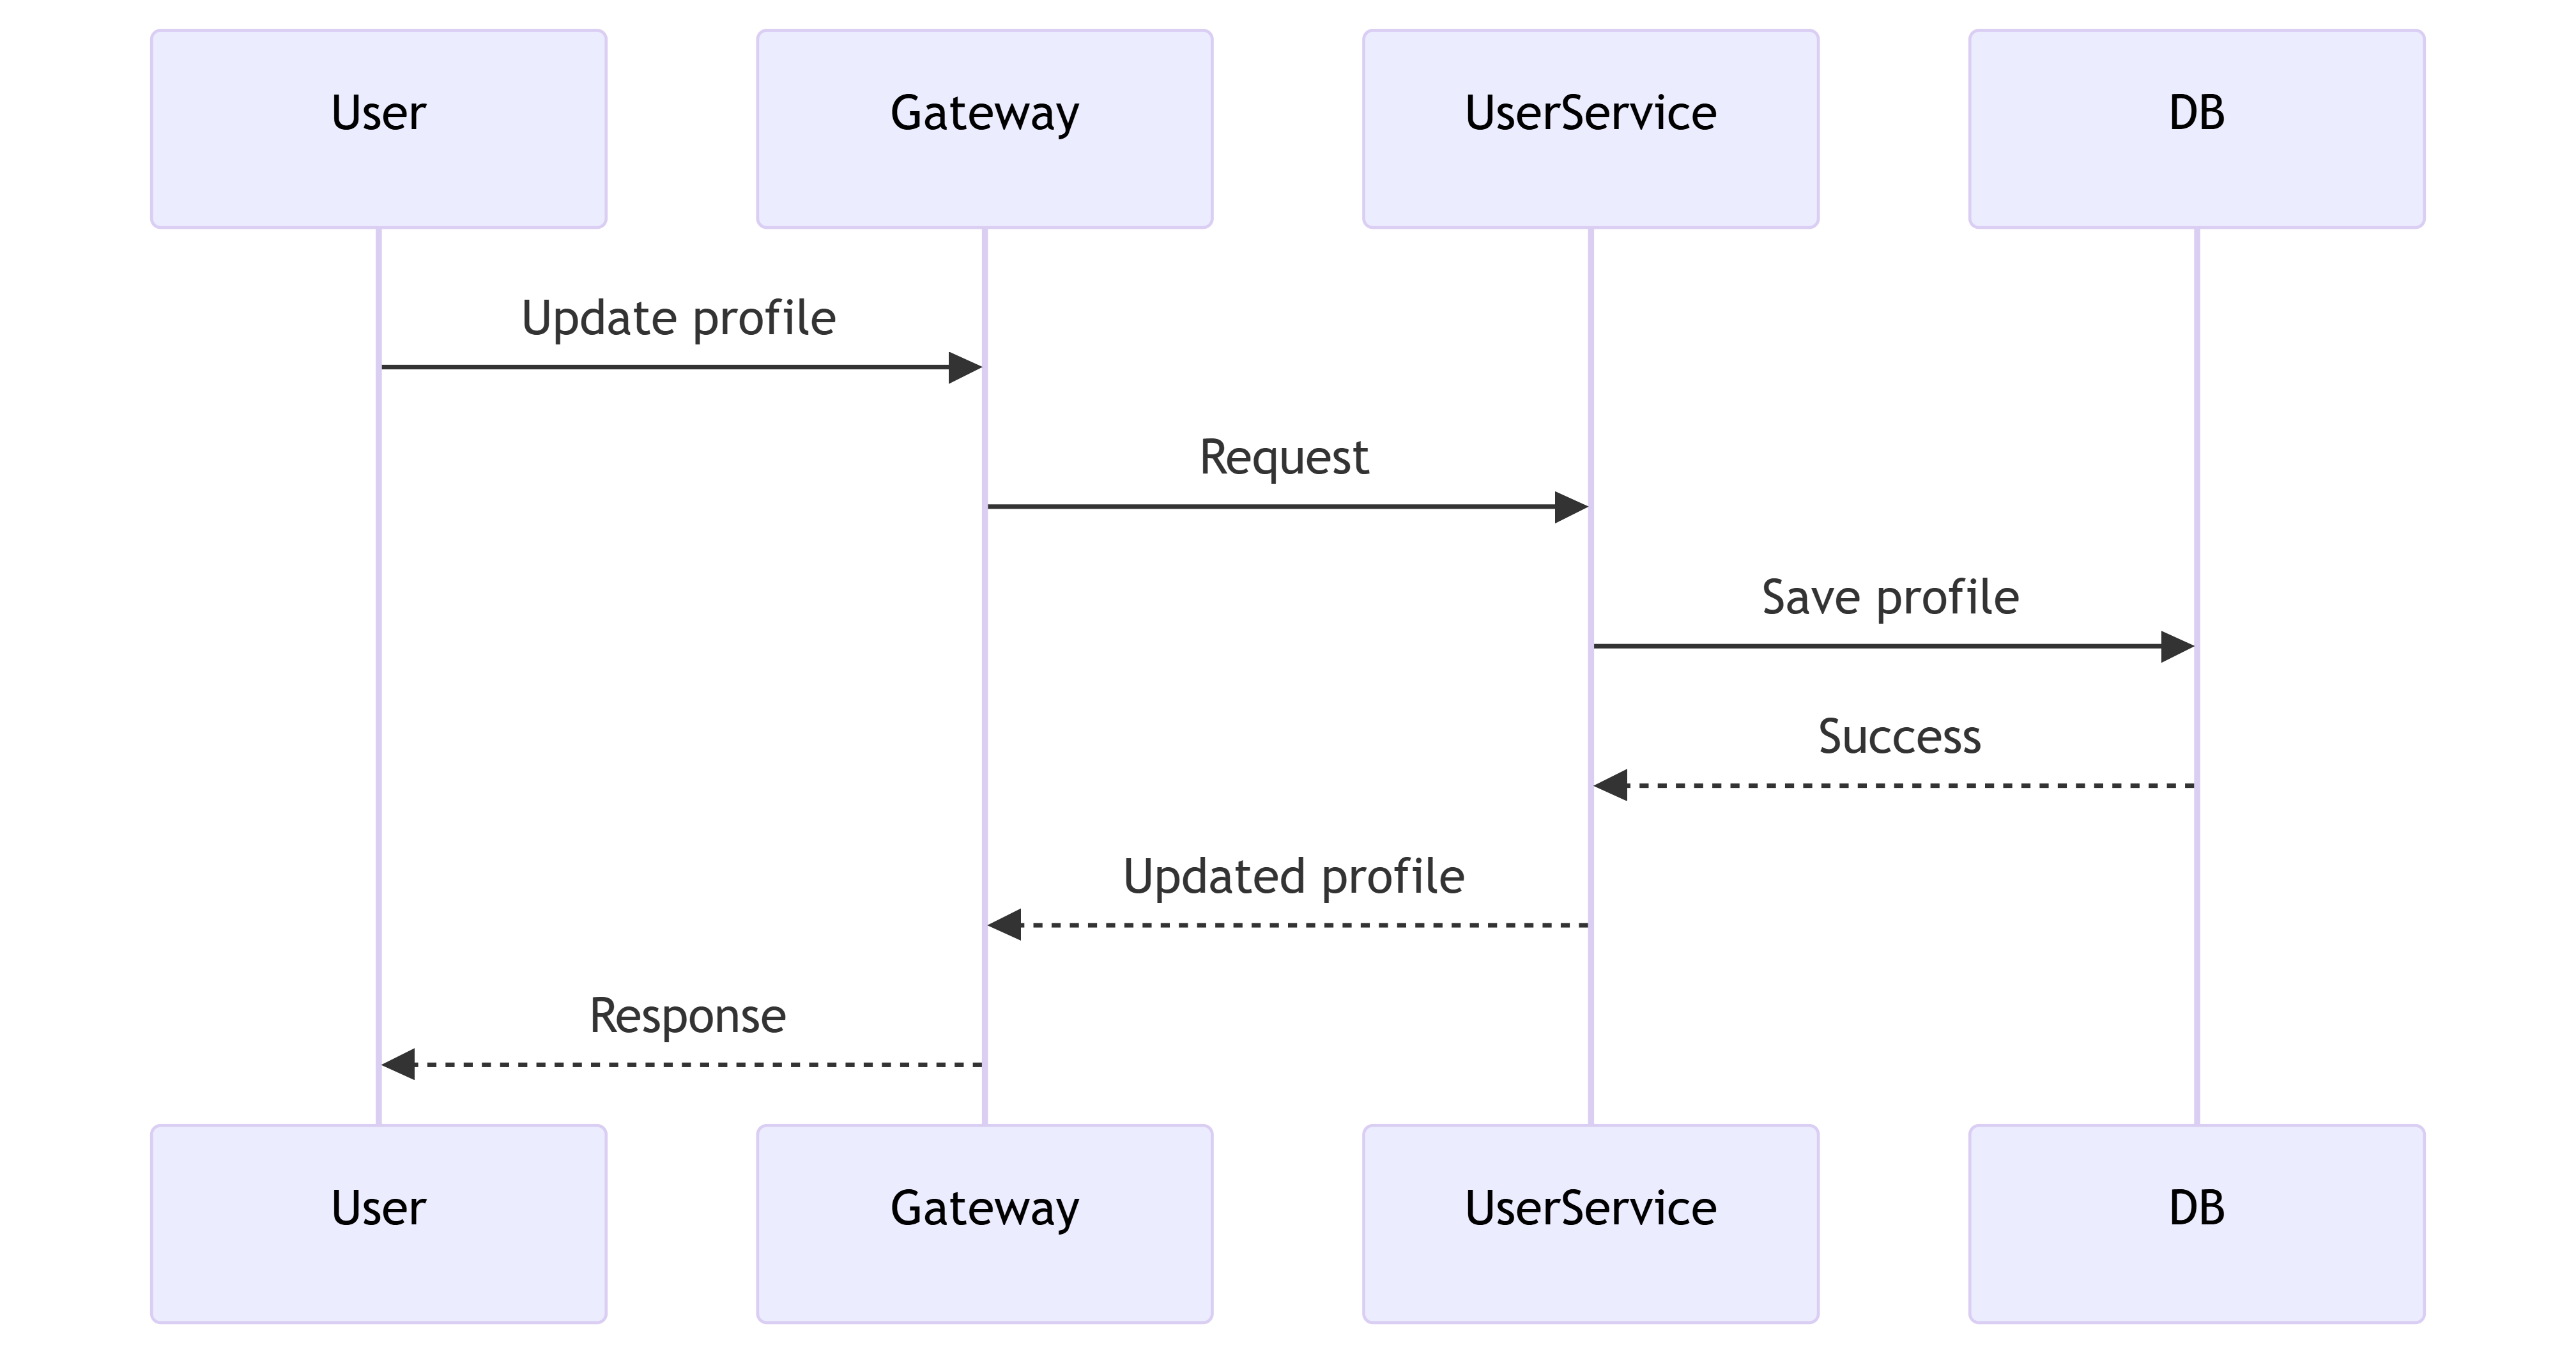 User
Gateway
UserService
DB
Update profile
Request
Save profile
Success
Updated profile
Response
User
Gateway
UserService
DB